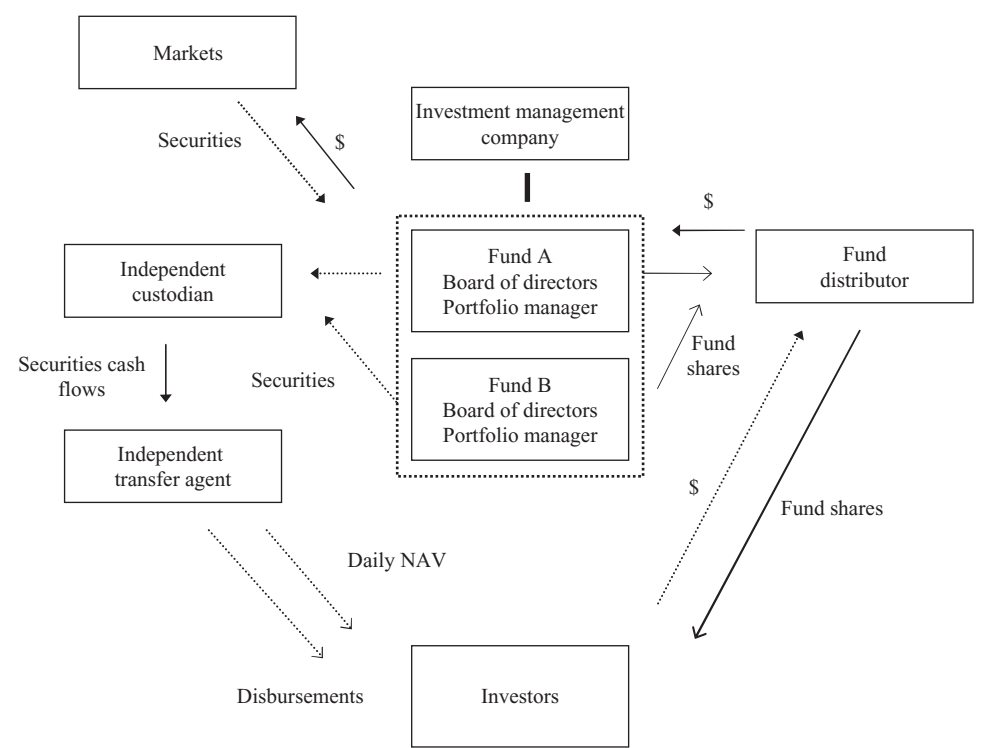 Markets
Investment management
company
Securities
$
$
Fund A
Board of directors
Portfolio manager
Fund
distributor
Independent
custodian
Fund
shares
Securities cash
flows
Securities
Fund B
Board of directors
Portfolio manager
Independent
transfer agent
$
Fund shares
Daily NAV
Disbursements
Investors